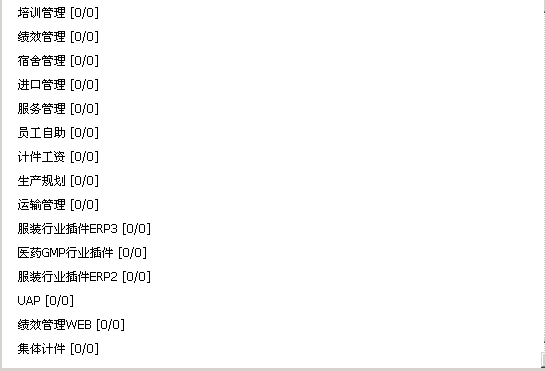 培训管理 [0/0]
绩效管理 [0/0]
宿舍管理 [0/0]
进口管理 [0/0]
服务管理 [0/0]
员工自助 [0/0]
计件工资 [0/0]
生产规划 [0/0]
运输管理 [0/0]
服装行业插件ERP3 [0/0]
医药GMP行业插件 [0/0]
服装行业插件ERP2 [0/0]
UAP [0/0]
绩效管理WEB [0/0]
集体计件 [0/0]